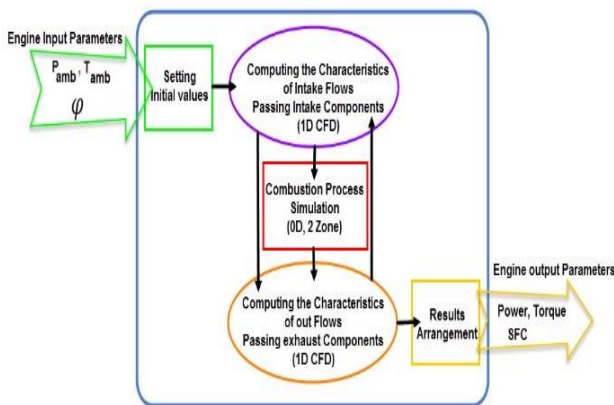 Engine Input Parameters
P_amb, T_amb
φ
Setting
Initial values
Computing the Characteristics
of Intake Flows
Passing Intake Components
(1D CFD)
Combustion Process
Simulation
(0D, 2 Zone)
Computing the Characteristics
of out Flows
Passing exhaust Components
(1D CFD)
Results
Arrangement
Engine output Parameters
Power, Torque
SFC